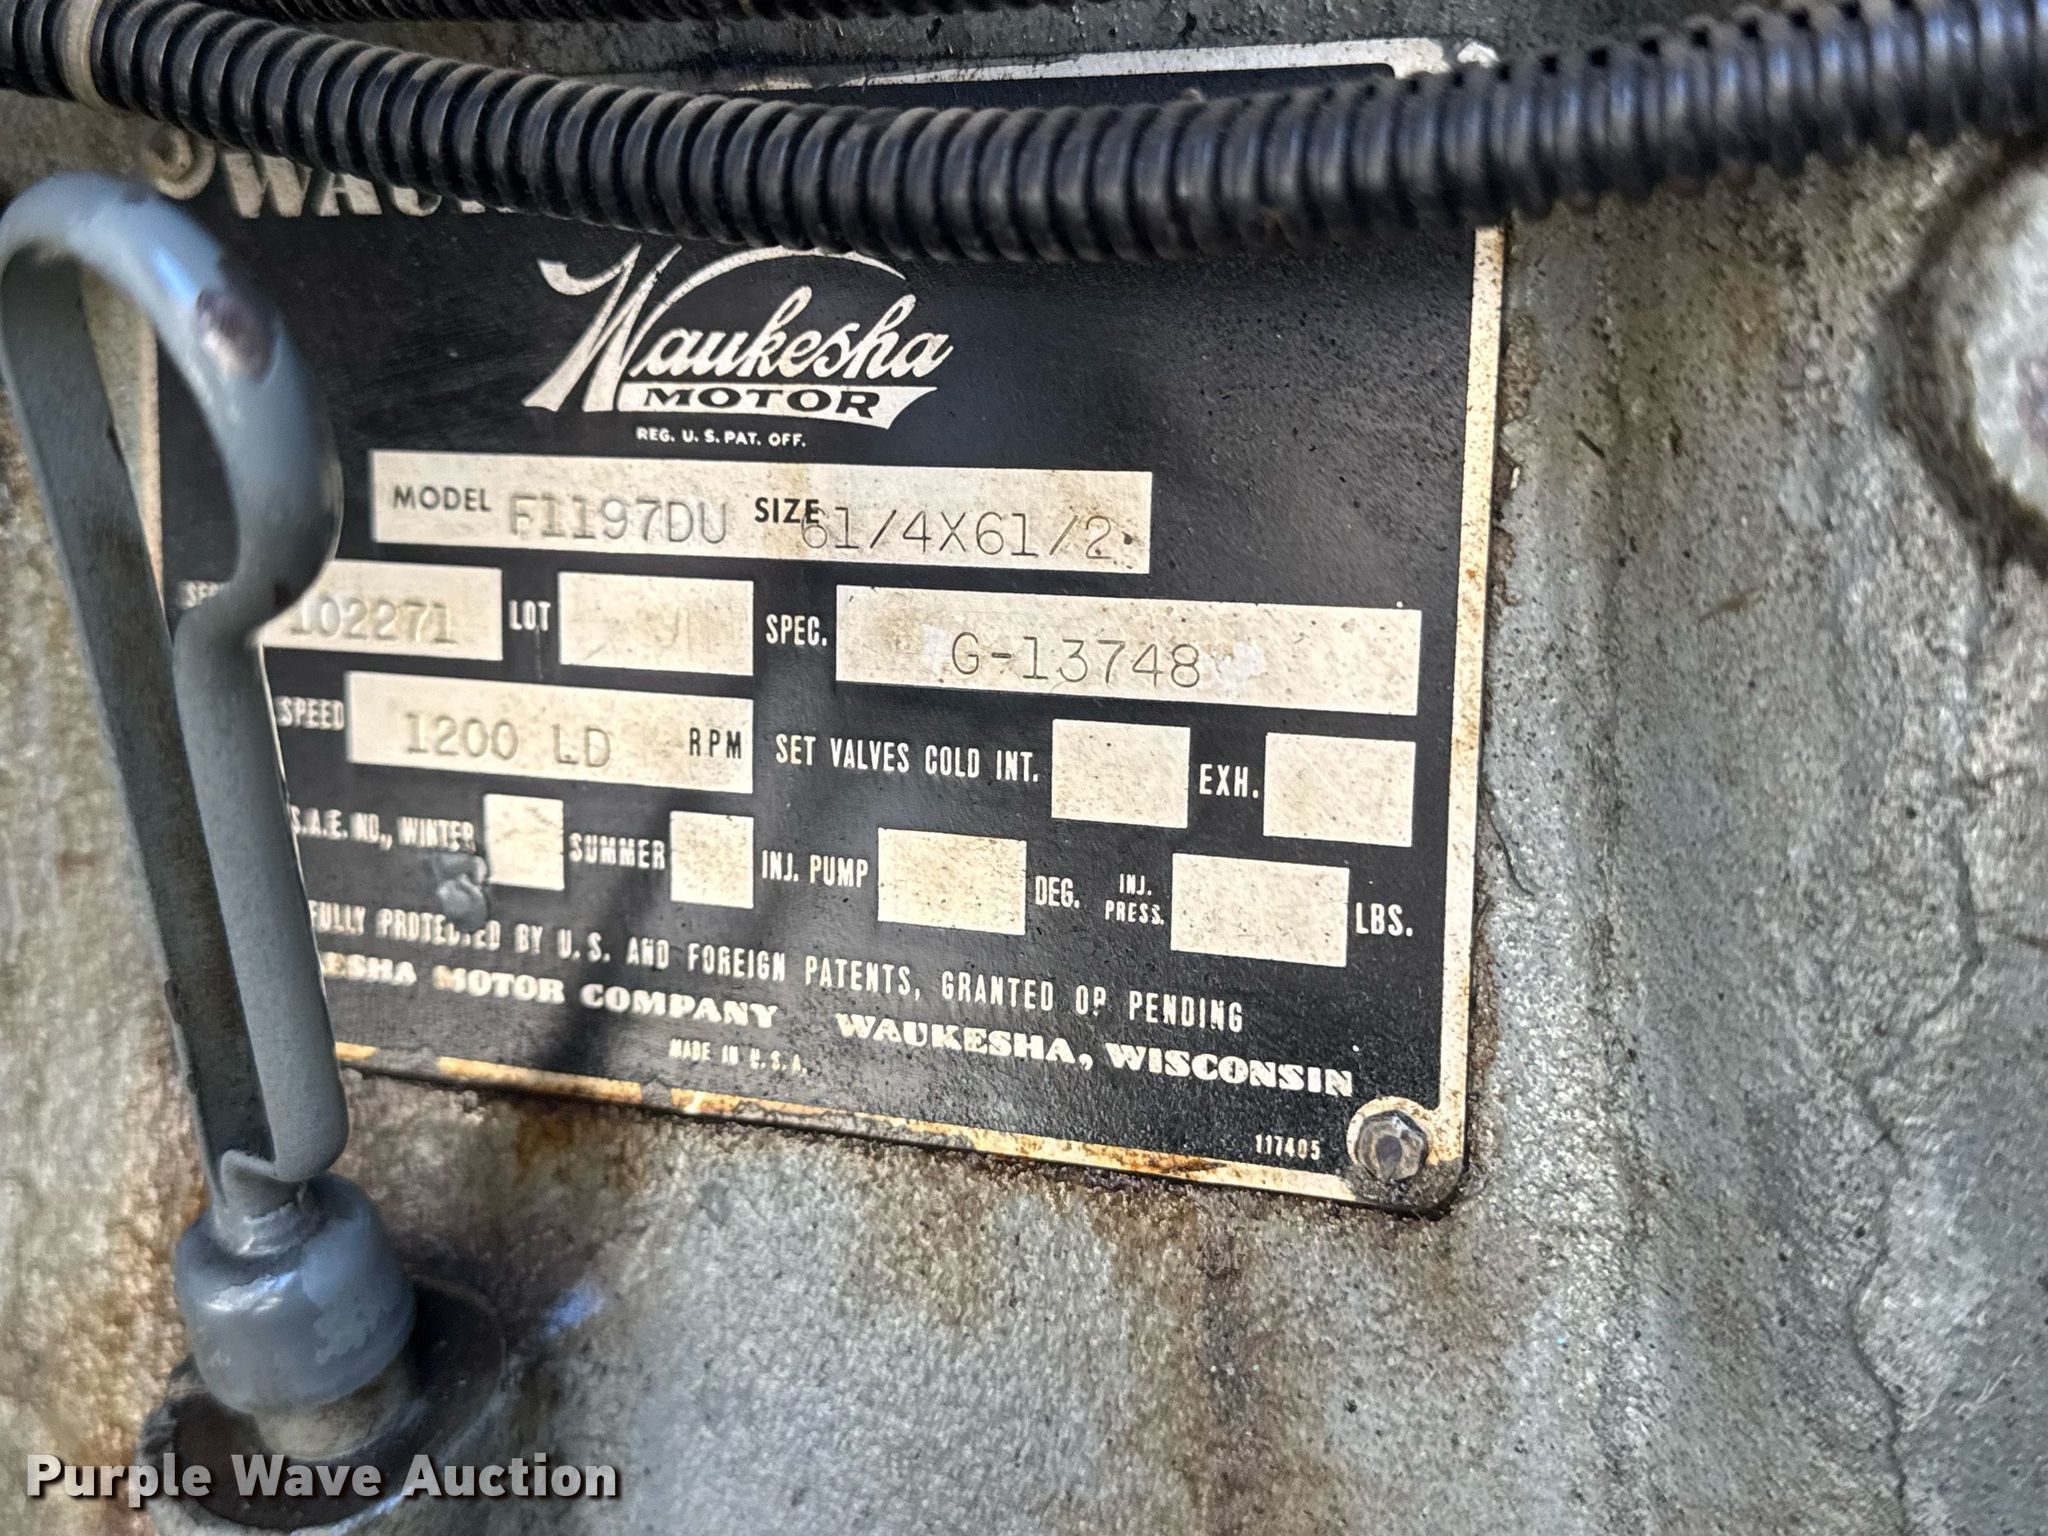 Waukesha
MOTOR
REG. U. S. PAT. OFF.
MODEL F1197DU SIZE 61/4X61/2
102271 LOT SPEC. G-13748
SPEED 1200 LD RPM SET VALVES COLD INT. EXH.
S.A.E. NO., WINTER SUMMER INJ. PUMP DEG. INJ. PRESS. LBS.
FULLY PROTECTED BY U.S. AND FOREIGN PATENTS, GRANTED OR PENDING
MOTOR COMPANY WAUKESHA, WISCONSIN
MADE IN U.S.A.
117405
Purple Wave Auction